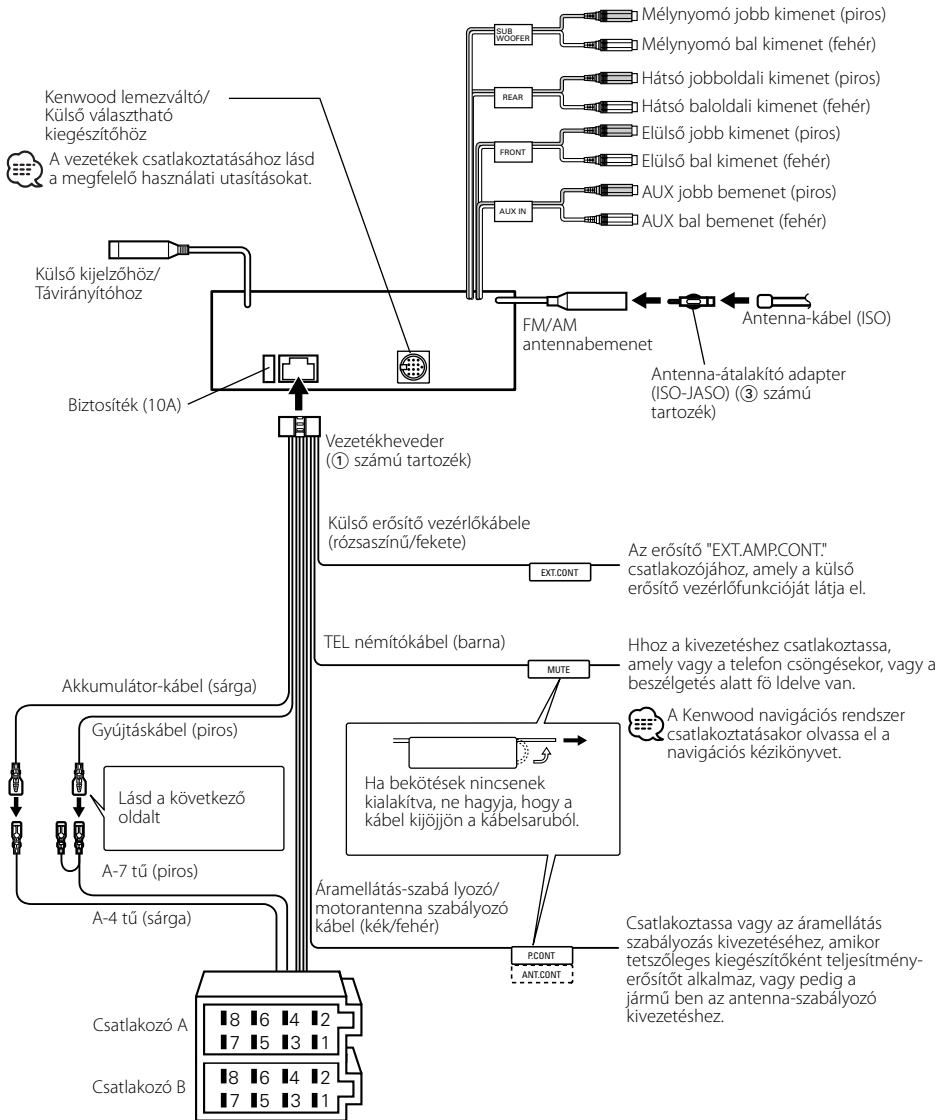 Mélynyomó jobb kimenet (piros)
SUB
WOOFER
Mélynyomó bal kimenet (fehér)
Hátsó jobboldali kimenet (piros)
REAR
Hátsó baloldali kimenet (fehér)
Elülső jobb kimenet (piros)
FRONT
Elülső bal kimenet (fehér)
AUX jobb bemenet (piros)
AUX IN
AUX bal bemenet (fehér)
Kenwood lemezváltó/
Külső választható
kiegészítőhöz
A vezetékek csatlakoztatásához lásd
a megfelelő használati utasításokat.
Külső kijelzőhöz/
Távirányítóhoz
FM/AM
antennabemenet
Antenna-kábel (ISO)
Antenna-átalakító adapter
(ISO-JASO) (③ számú
tartozék)
Biztosíték (10A)
Vezetékheveder
(① számú tartozék)
Külső erősítő vezérlőkábele
(rózsaszínű/fekete)
EXT.CONT
Az erősítő "EXT.AMP.CONT."
csatlakozójához, amely a külső
erősítő vezérlőfunkcióját látja el.
TEL némítókábel (barna)
MUTE
Hhoz a kivezetéshez csatlakoztassa,
amely vagy a telefon csöngésekor, vagy a
beszélgetés alatt fö ldelve van.
A Kenwood navigációs rendszer
csatlakoztatásakor olvassa el a
navigációs kézikönyvet.
Akkumulátor-kábel (sárga)
Gyújtáskábel (piros)
Lásd a következő
oldalt
Ha bekötések nincsenek
kialakítva, ne hagyja, hogy a
kábel kijöjjön a kábelsaruból.
A-7 tű (piros)
A-4 tű (sárga)
Áramellátás-szabá lyozó/
motorantenna szabályozó
kábel (kék/fehér)
P.CONT
ANT.CONT
Csatlakoztassa vagy az áramellátás
szabályozás kivezetéséhez, amikor
tetszőleges kiegészítőként teljesítmény-
erősítőt alkalmaz, vagy pedig a
jármű ben az antenna-szabályozó
kivezetéshez.
Csatlakozó A
8 6 4 2
7 5 3 1
Csatlakozó B
8 6 4 2
7 5 3 1